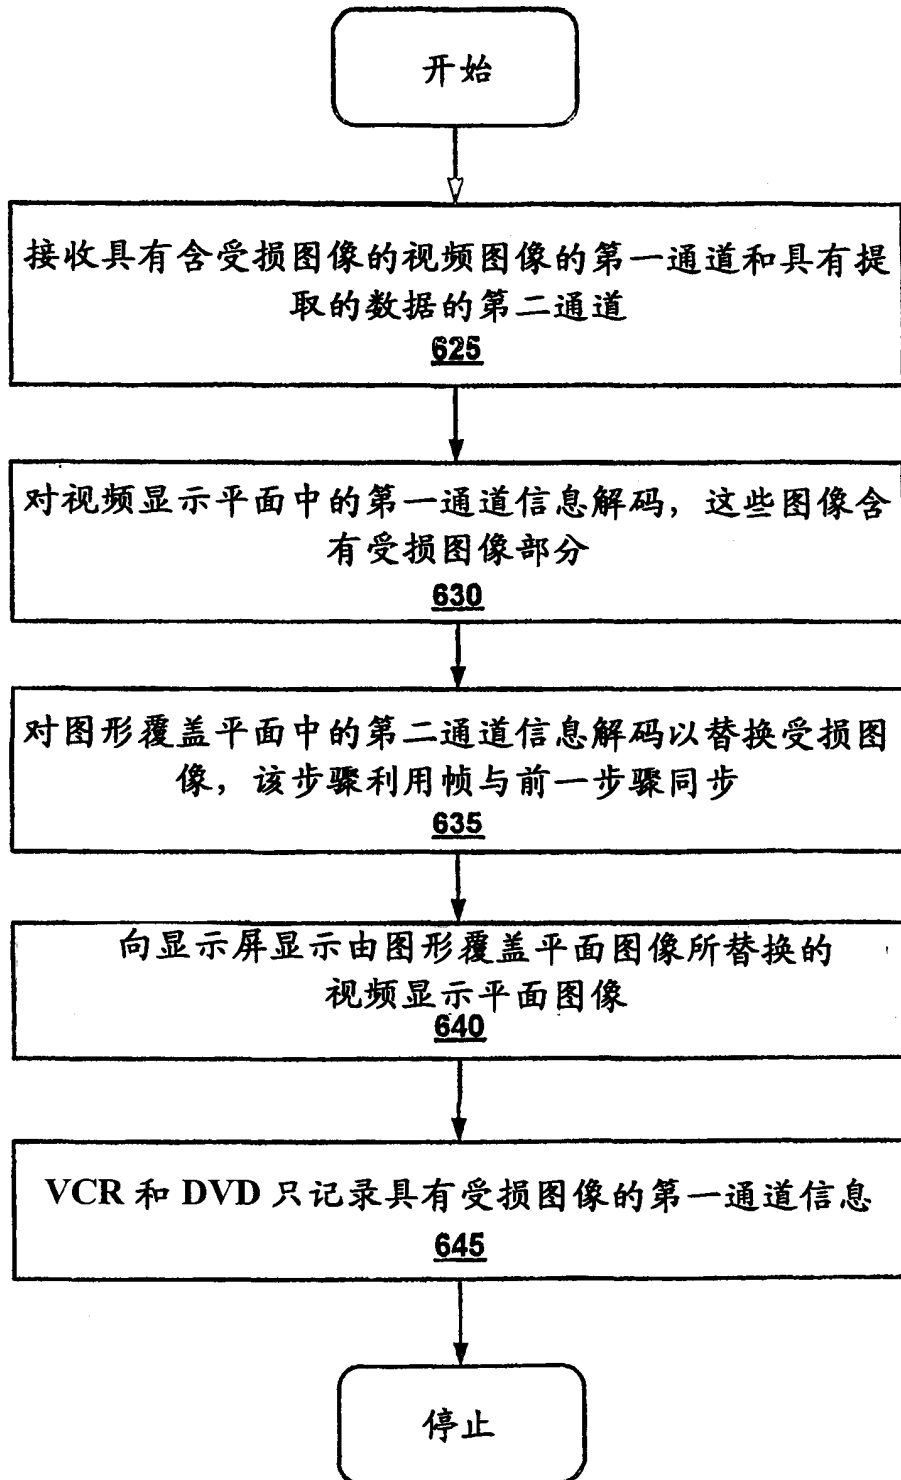 开始
接收具有含受损图像的视频图像的第一通道和具有提
取的数据的第二通道
625
对视频显示平面中的第一通道信息解码，这些图像含
有受损图像部分
630
对图形覆盖平面中的第二通道信息解码以替换受损图
像，该步骤利用帧与前一步骤同步
635
向显示屏显示由图形覆盖平面图像所替换的
视频显示平面图像
640
VCR 和 DVD 只记录具有受损图像的第一通道信息
645
停止